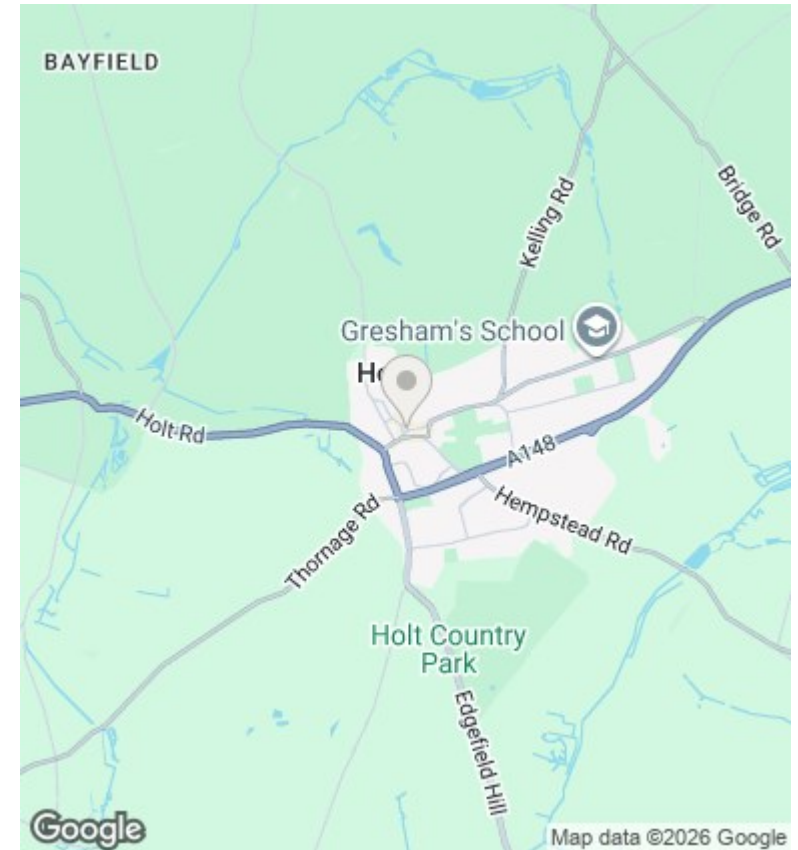 BAYFIELD
Bridge Rd
Kelling Rd
Gresham's School
Holt Rd
A148
Hempstead Rd
Thornage Rd
Holt Country
Park
Edgefield Hill
Google
Map data ©2026 Google